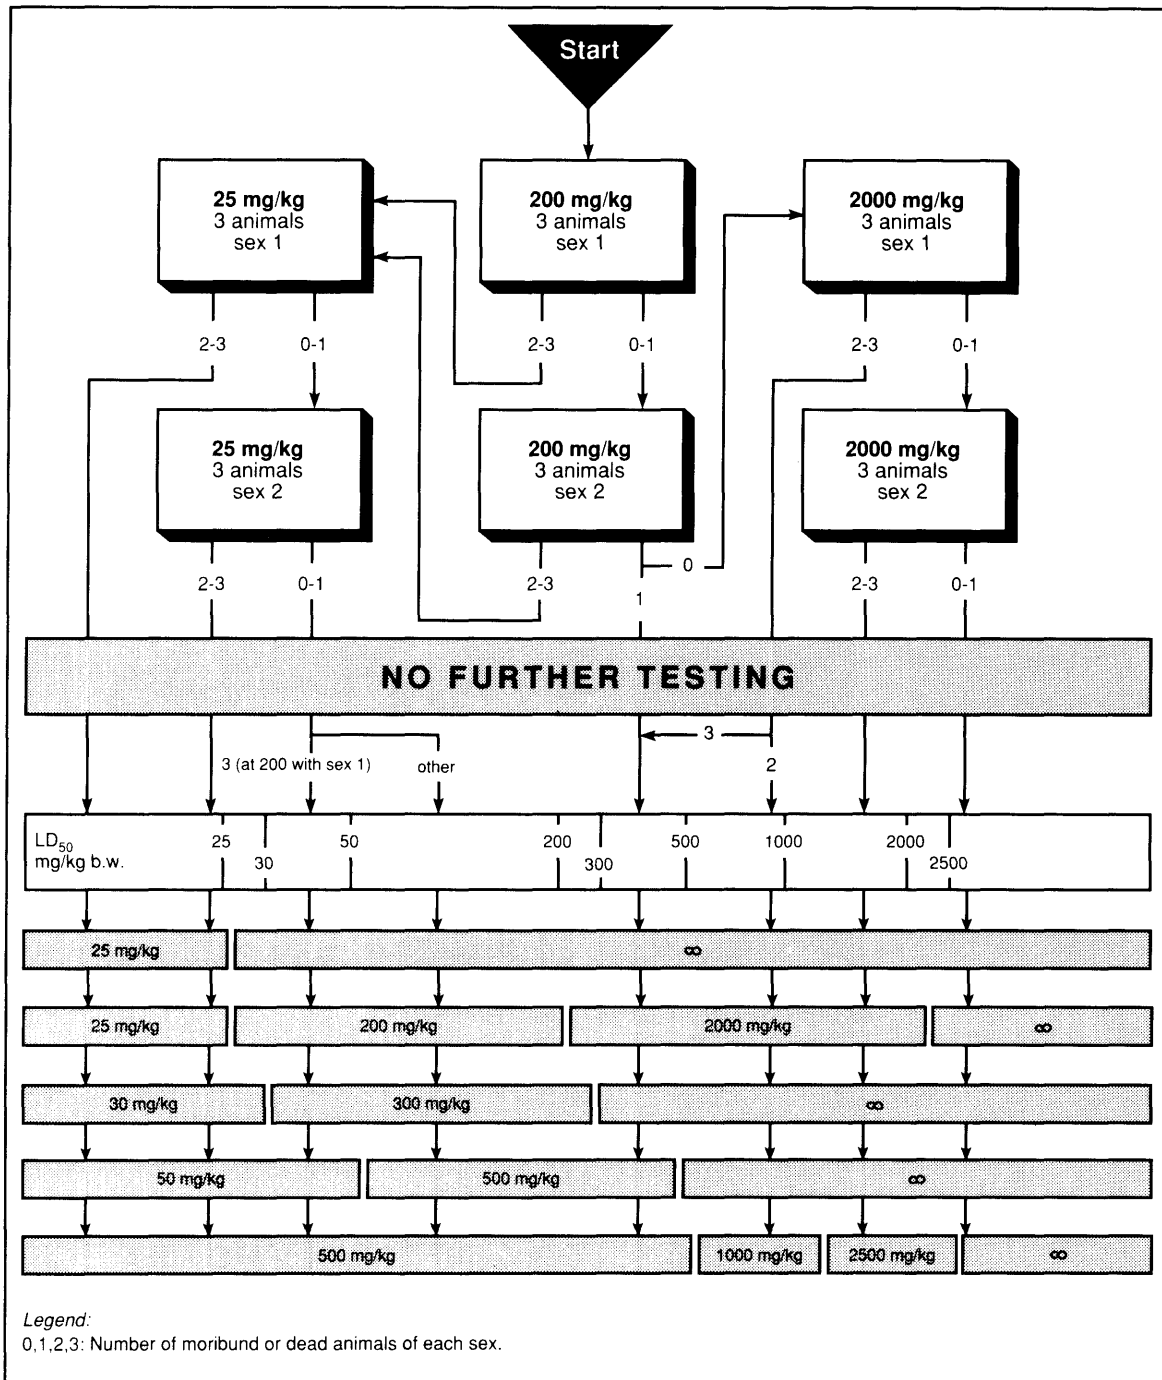 Start
25 mg/kg
3 animals
sex 1
200 mg/kg
3 animals
sex 1
2000 mg/kg
3 animals
sex 1
2-3 0-1 2-3 0-1 2-3 0-1
25 mg/kg
3 animals
sex 2
200 mg/kg
3 animals
sex 2
2000 mg/kg
3 animals
sex 2
0
2-3 0-1 2-3 1 2-3 0-1
NO FURTHER TESTING
3
3 (at 200 with sex 1) other 2
LD50 25 50 200 500 1000 2000
mg/kg b.w. 30 300 2500
25 mg/kg ∞
25 mg/kg 200 mg/kg 2000 mg/kg ∞
30 mg/kg 300 mg/kg ∞
50 mg/kg 500 mg/kg ∞
500 mg/kg 1000 mg/kg 2500 mg/kg ∞
Legend:
0,1,2,3: Number of moribund or dead animals of each sex.